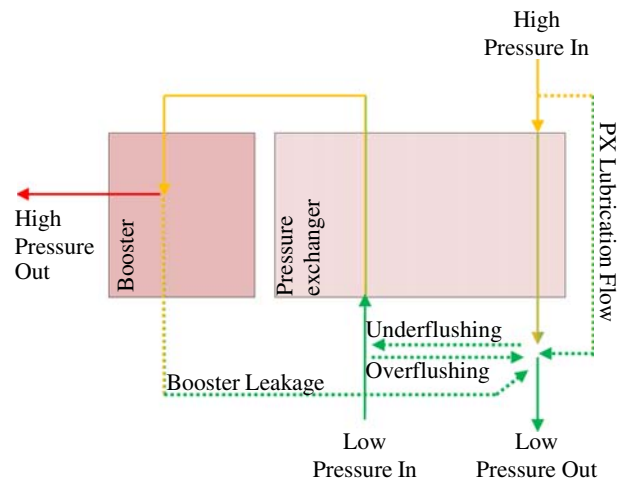 High
Pressure In
PX Lubrication Flow
High
Pressure
Out
Booster
Pressure
exchanger
Underflushing
Overflushing
Booster Leakage
Low
Pressure In
Low
Pressure Out